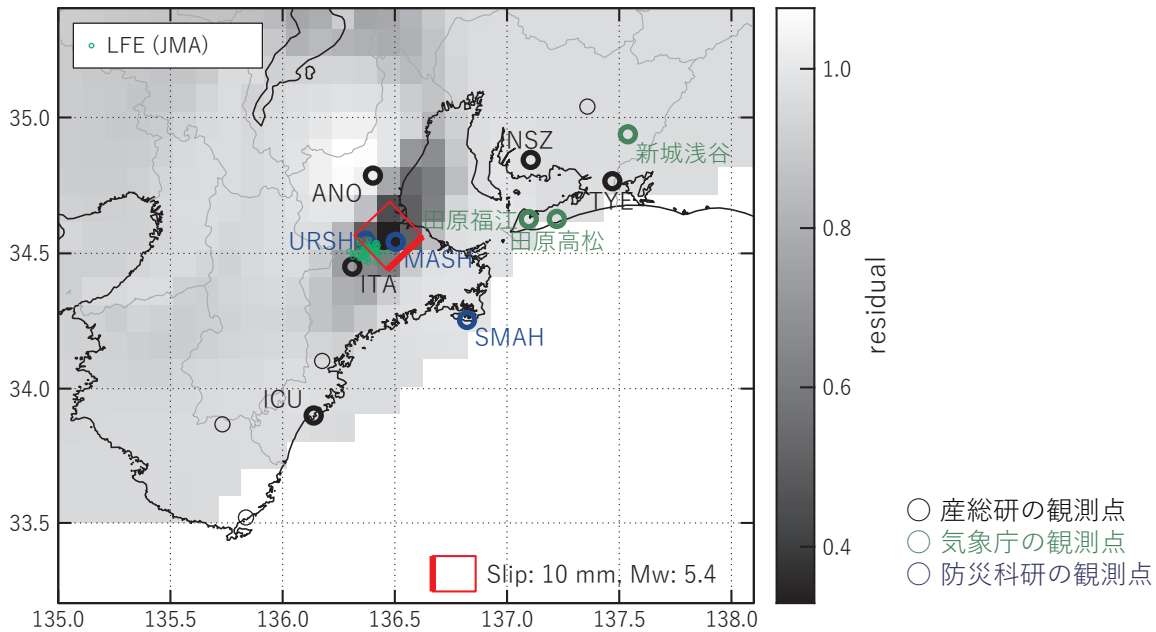 LFE (JMA)
35.0
34.5
34.0
33.5
135.0
135.5
136.0
136.5
137.0
137.5
138.0
NSZ
新城浅谷
ANO
TYE
田原福江
田原高松
URSH
MASH
ITA
SMAH
ICU
Slip: 10 mm, Mw: 5.4
1.0
0.8
0.6
0.4
residual
産総研の観測点
気象庁の観測点
防災科研の観測点